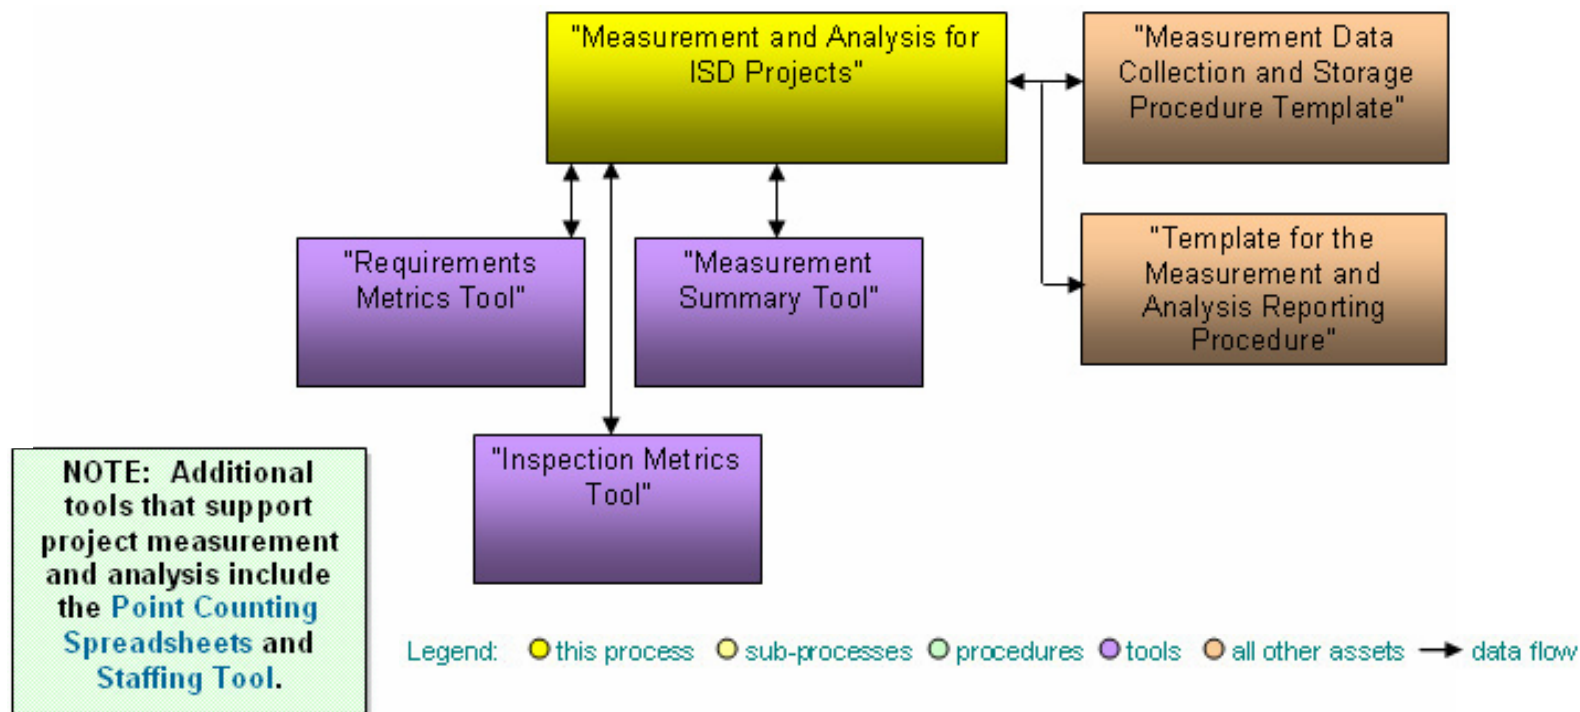 "Measurement and Analysis for
ISD Projects"
"Measurement Data
Collection and Storage
Procedure Template"
"Requirements
Metrics Tool"
"Measurement
Summary Tool"
"Template for the
Measurement and
Analysis Reporting
Procedure"
"Inspection Metrics
Tool"
NOTE: Additional
tools that support
project measurement
and analysis include
the Point Counting
Spreadsheets and
Staffing Tool.
Legend: this process sub-processes procedures tools all other assets data flow